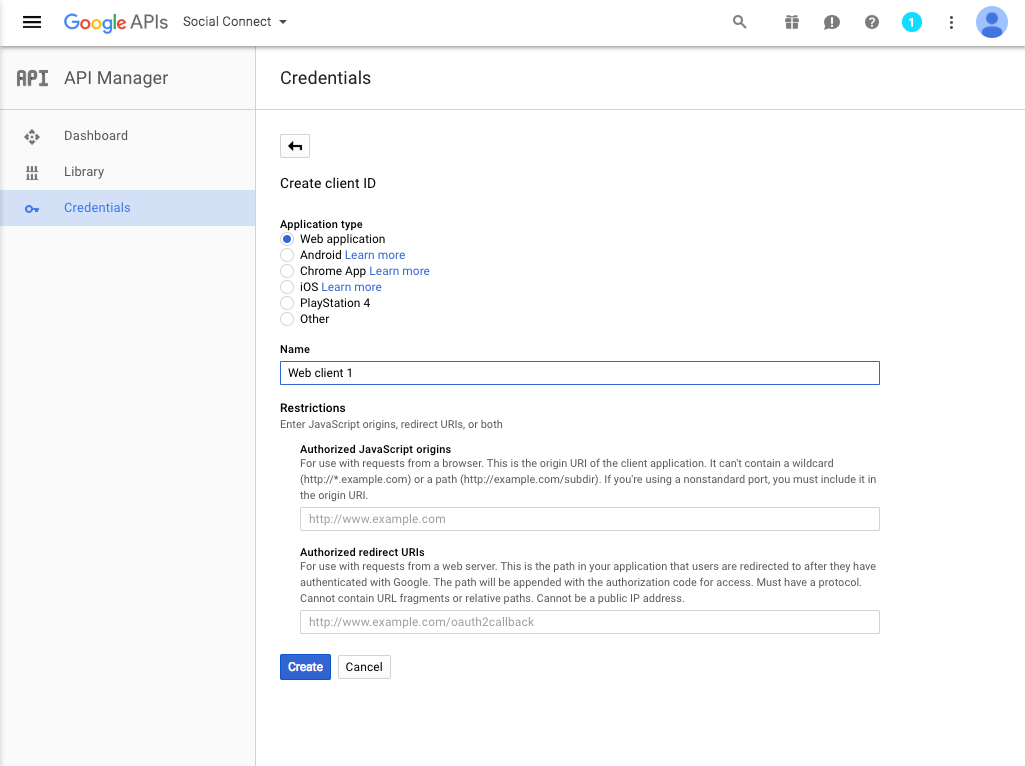 Google APIs Social Connect 1
API API Manager
Credentials
Dashboard
Library
Credentials
Create client ID
Application type
Web application
Android Learn more
Chrome App Learn more
iOS Learn more
PlayStation 4
Other
Name
Web client 1
Restrictions
Enter JavaScript origins, redirect URIs, or both
Authorized JavaScript origins
For use with requests from a browser. This is the origin URI of the client application. It can't contain a wildcard
(http://*.example.com) or a path (http://example.com/subdir). If you're using a nonstandard port, you must include it in
the origin URI.
http://www.example.com
Authorized redirect URIs
For use with requests from a web server. This is the path in your application that users are redirected to after they have
authenticated with Google. The path will be appended with the authorization code for access. Must have a protocol.
Cannot contain URL fragments or relative paths. Cannot be a public IP address.
http://www.example.com/oauth2callback
Create Cancel